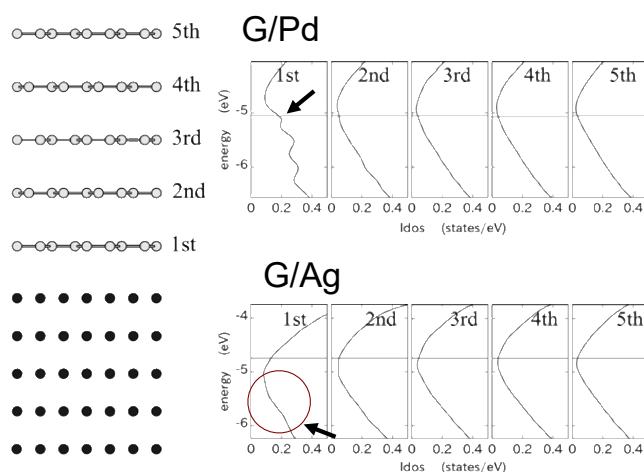 5th
4th
3rd
2nd
1st
G/Pd
1st 2nd 3rd 4th 5th
energy (eV)
-5
-6
0 0.2 0.4 0 0.2 0.4 0 0.2 0.4 0 0.2 0.4 0 0.2 0.4
ldos (states/eV)
G/Ag
1st 2nd 3rd 4th 5th
energy (eV)
-4
-5
-6
0 0.2 0.4 0 0.2 0.4 0 0.2 0.4 0 0.2 0.4 0 0.2 0.4
ldos (states/eV)